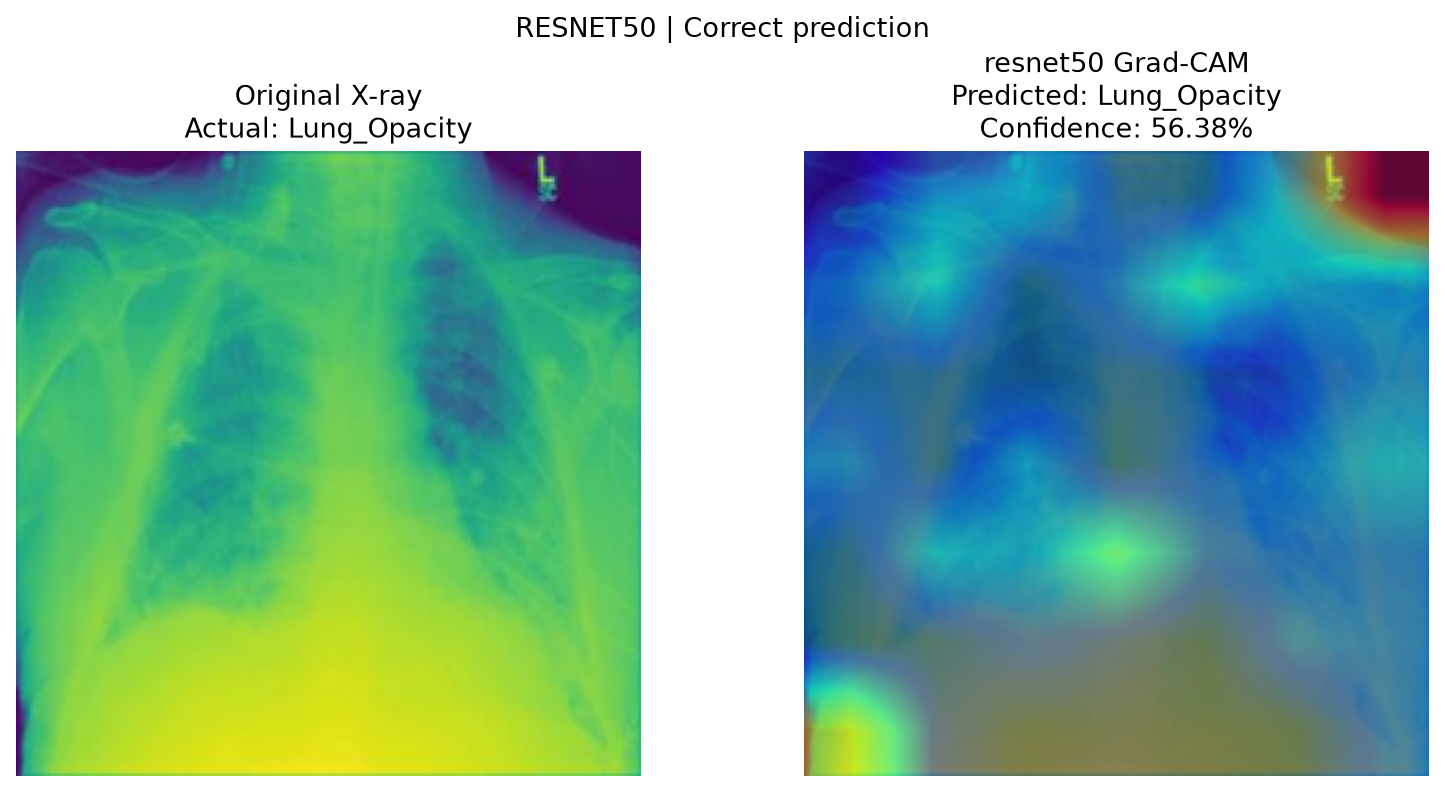 RESNET50 | Correct prediction
Original X-ray
Actual: Lung_Opacity
resnet50 Grad-CAM
Predicted: Lung_Opacity
Confidence: 56.38%
L
L